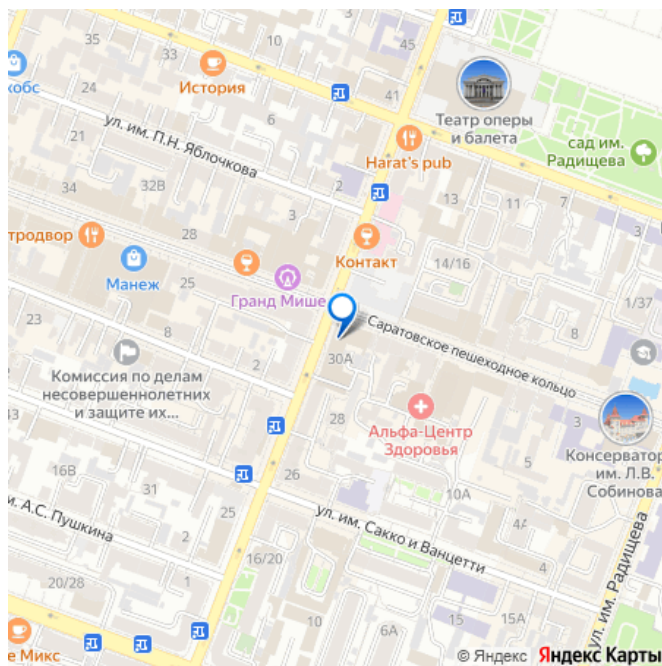 35
33
10
45
хобс
24
История
41
Театр оперы
и балета
21
6
сад им.
Радищева
ул. им. П.Н. Яблочкова
Harat's pub
34
32В
2
13
11
7
28
3
тродвор
Контакт
3
Манеж
25
Гранд Мише
14/16
1/37
23
8
Саратовское пешеходное кольцо
8
Комиссия по делам
несовершеннолетних
и защите их...
2
30А
28
Альфа-Центр
Здоровья
3
Консерватор
им. Л.В.
Собинова
16В
31
26
10А
и. А.С. Пушкина
25
ул. им. Сакко и Ванцетти
4А
2
16/20
4
ул. им. Радищева
20/28
1
10
6А
15
15А
е Микс
© Яндекс Яндекс Карты